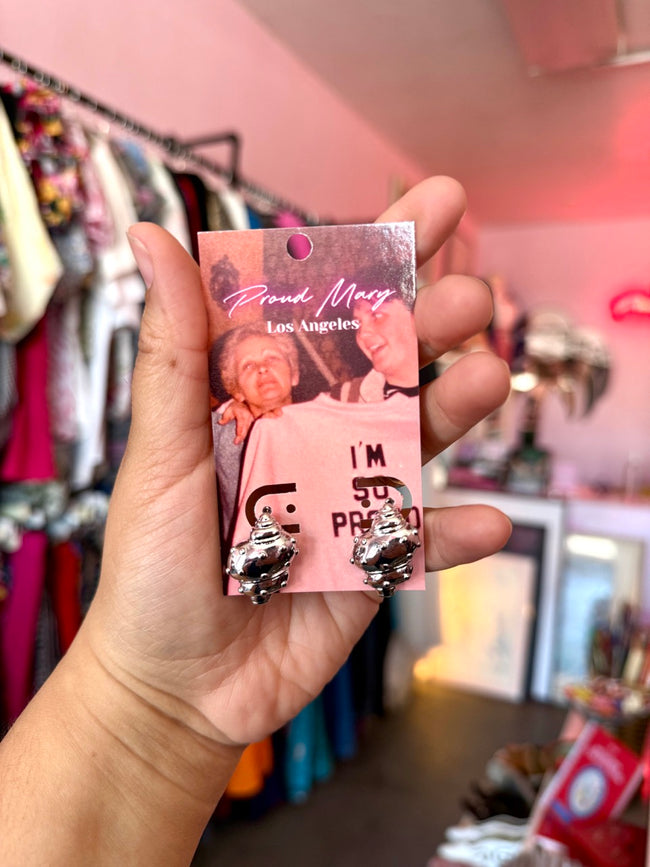 Proud Mary
Los Angeles
I'M
SO
PROUD